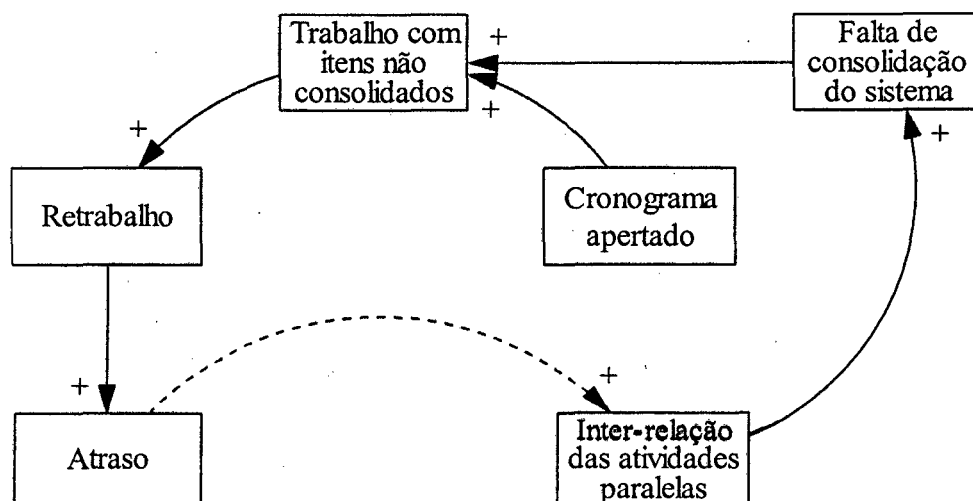 Trabalho com
itens não
consolidados
+
+
Falta de
consolidação
do sistema
+
+
Retrabalho
Cronograma
apertado
+
+
Atraso
Inter-relação
das atividades
paralelas